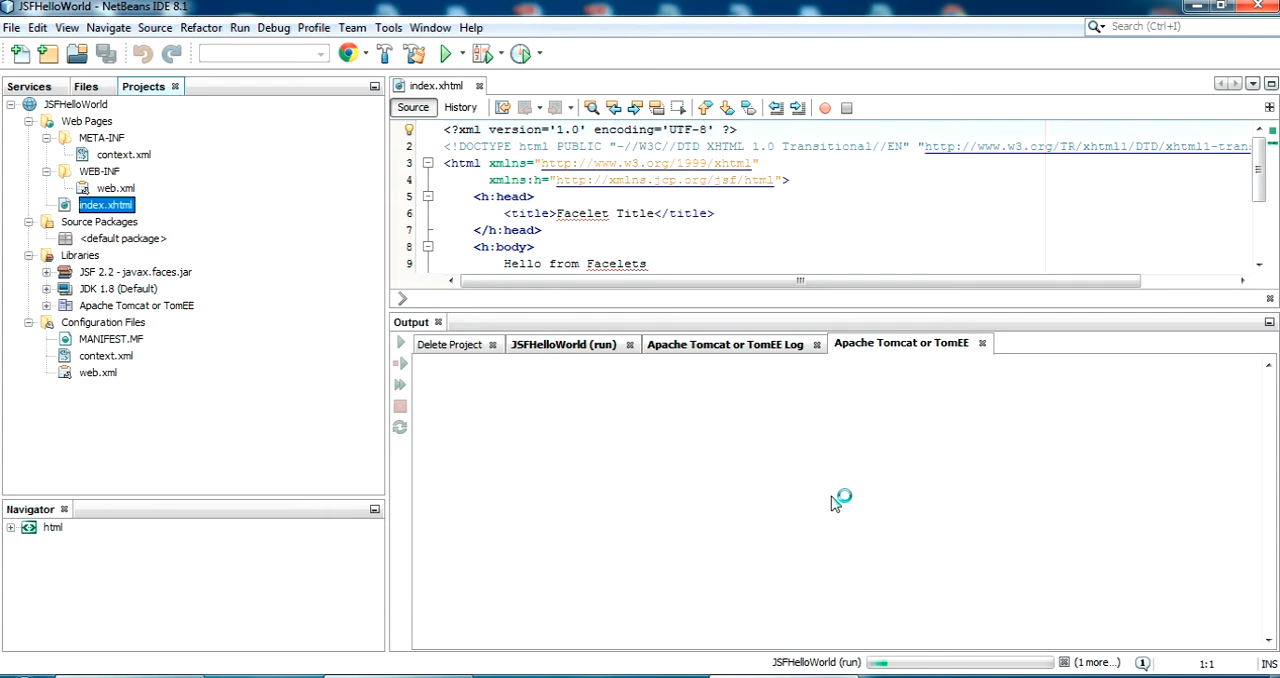 JSFHelloWorld - NetBeans IDE 8.1
File Edit View Navigate Source Refactor Run Debug Profile Team Tools Window Help
Search (Ctrl+I)
Services Files Projects
JSFHelloWorld
Web Pages
META-INF
context.xml
WEB-INF
web.xml
index.xhtml
Source Packages
<default package>
Libraries
JSF 2.2 - javax.faces.jar
JDK 1.8 (Default)
Apache Tomcat or TomEE
Configuration Files
MANIFEST.MF
context.xml
web.xml
Navigator
html
index.xhtml
Source History
1 <?xml version='1.0' encoding='UTF-8' ?>
2 <!DOCTYPE html PUBLIC "-//W3C//DTD XHTML 1.0 Transitional//EN" "http://www.w3.org/TR/xhtml1/DTD/xhtml1-trans
3 <html xmlns="http://www.w3.org/1999/xhtml"
4 xmlns:h="http://xmlns.jcp.org/jsf/html">
5 <h:head>
6 <title>Facelet Title</title>
7 </h:head>
8 <h:body>
9 Hello from Facelets
Output
Delete Project JSFHelloWorld (run) Apache Tomcat or TomEE Log Apache Tomcat or TomEE
JSFHelloWorld (run) (1 more...) 1:1 INS